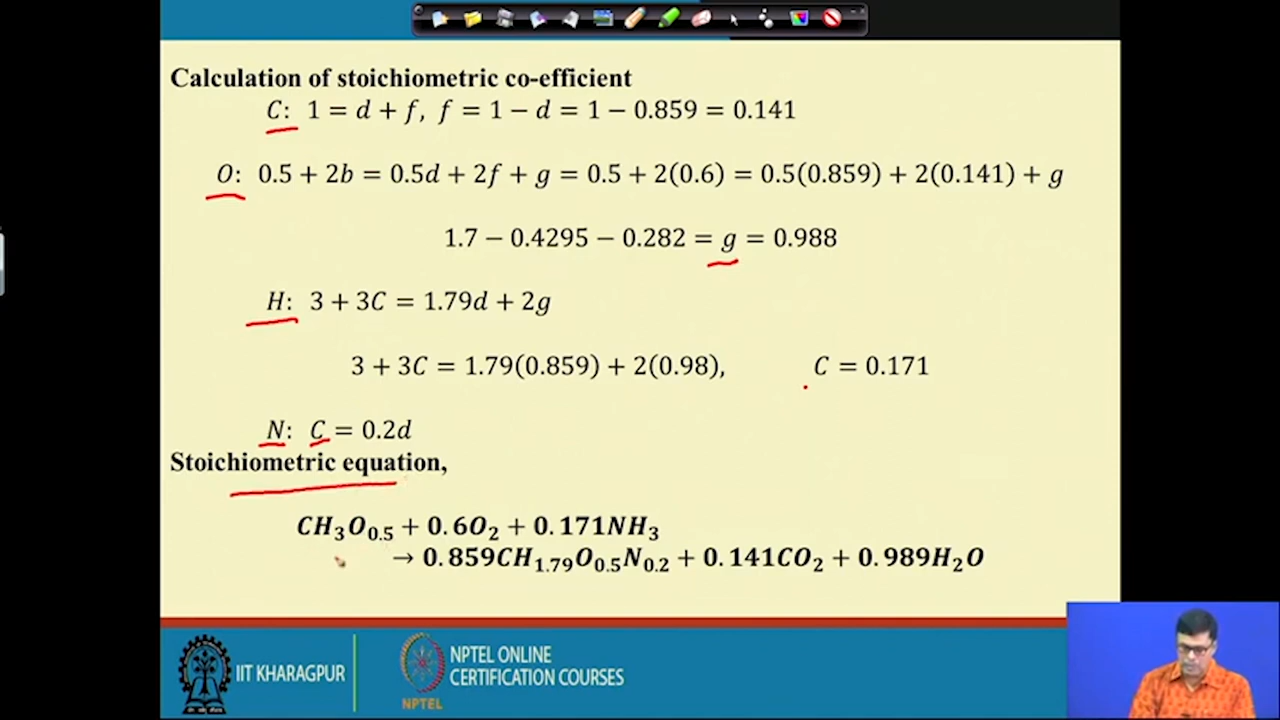 Calculation of stoichiometric co-efficient
C: 1 = d + f, f = 1 − d = 1 − 0.859 = 0.141
O: 0.5 + 2b = 0.5d + 2f + g = 0.5 + 2(0.6) = 0.5(0.859) + 2(0.141) + g
1.7 − 0.4295 − 0.282 = g = 0.988
H: 3 + 3C = 1.79d + 2g
3 + 3C = 1.79(0.859) + 2(0.98), C = 0.171
N: C = 0.2d
Stoichiometric equation,
CH₃O₀.₅ + 0.6O₂ + 0.171NH₃
→ 0.859CH₁.₇₉O₀.₅N₀.₂ + 0.141CO₂ + 0.989H₂O
IIT KHARAGPUR
NPTEL
NPTEL ONLINE
CERTIFICATION COURSES